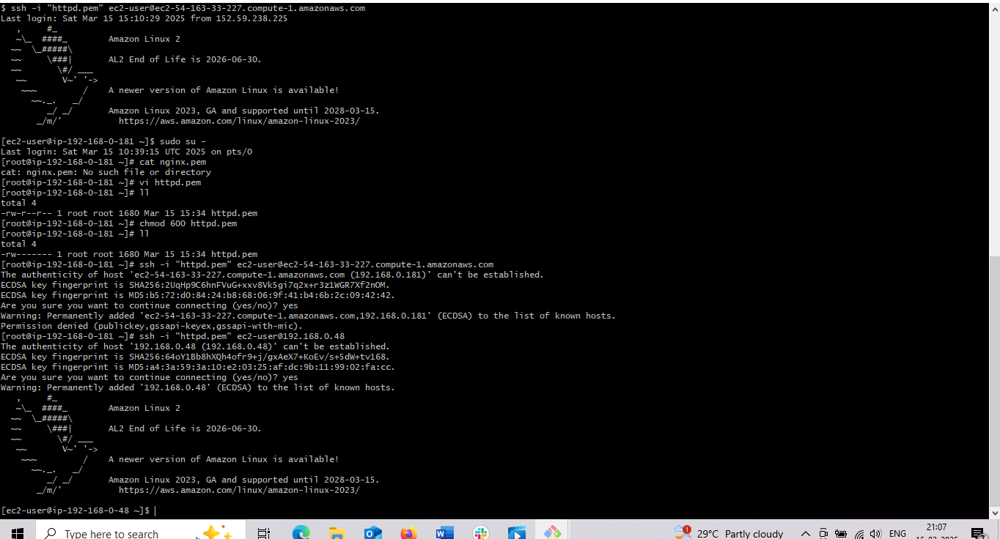 $ ssh -i "httpd.pem" ec2-user@ec2-54-163-33-227.compute-1.amazonaws.com
Last login: Sat Mar 15 15:10:29 2025 from 152.59.238.225
   ,     #_
   ~\_  ####_        Amazon Linux 2
  ~~  \_#####\
  ~~     \###|       AL2 End of Life is 2026-06-30.
  ~~       \#/ ___
   ~~       V~' '->
    ~~~         /    A newer version of Amazon Linux is available!
      ~~._.   _/
         _/ _/       Amazon Linux 2023, GA and supported until 2028-03-15.
       _/m/'           https://aws.amazon.com/linux/amazon-linux-2023/
[ec2-user@ip-192-168-0-181 ~]$ sudo su -
Last login: Sat Mar 15 10:39:15 UTC 2025 on pts/0
[root@ip-192-168-0-181 ~]# cat nginx.pem
cat: nginx.pem: No such file or directory
[root@ip-192-168-0-181 ~]# vi httpd.pem
[root@ip-192-168-0-181 ~]# ll
total 4
-rw-r--r-- 1 root root 1680 Mar 15 15:34 httpd.pem
[root@ip-192-168-0-181 ~]# chmod 600 httpd.pem
[root@ip-192-168-0-181 ~]# ll
total 4
-rw------- 1 root root 1680 Mar 15 15:34 httpd.pem
[root@ip-192-168-0-181 ~]# ssh -i "httpd.pem" ec2-user@ec2-54-163-33-227.compute-1.amazonaws.com
The authenticity of host 'ec2-54-163-33-227.compute-1.amazonaws.com (192.168.0.181)' can't be established.
ECDSA key fingerprint is SHA256:2UqHp9C6hnFVuG+xxv8Vk5gi7q2x+r3z1WGR7Xf2nOM.
ECDSA key fingerprint is MD5:b5:72:d0:84:24:b8:68:06:9f:41:b4:6b:2c:09:42:42.
Are you sure you want to continue connecting (yes/no)? yes
Warning: Permanently added 'ec2-54-163-33-227.compute-1.amazonaws.com,192.168.0.181' (ECDSA) to the list of known hosts.
Permission denied (publickey,gssapi-keyex,gssapi-with-mic).
[root@ip-192-168-0-181 ~]# ssh -i "httpd.pem" ec2-user@192.168.0.48
The authenticity of host '192.168.0.48 (192.168.0.48)' can't be established.
ECDSA key fingerprint is SHA256:64oY1Bb8hXQh4ofr9+j/gxAeX7+KoEv/s+5dW+tv168.
ECDSA key fingerprint is MD5:a4:3a:59:3a:10:e2:03:25:af:dc:9b:11:99:02:fa:cc.
Are you sure you want to continue connecting (yes/no)? yes
Warning: Permanently added '192.168.0.48' (ECDSA) to the list of known hosts.
   ,     #_
   ~\_  ####_        Amazon Linux 2
  ~~  \_#####\
  ~~     \###|       AL2 End of Life is 2026-06-30.
  ~~       \#/ ___
   ~~       V~' '->
    ~~~         /    A newer version of Amazon Linux is available!
      ~~._.   _/
         _/ _/       Amazon Linux 2023, GA and supported until 2028-03-15.
       _/m/'           https://aws.amazon.com/linux/amazon-linux-2023/
[ec2-user@ip-192-168-0-48 ~]$
Type here to search
1 29°C Partly cloudy ENG 21:07